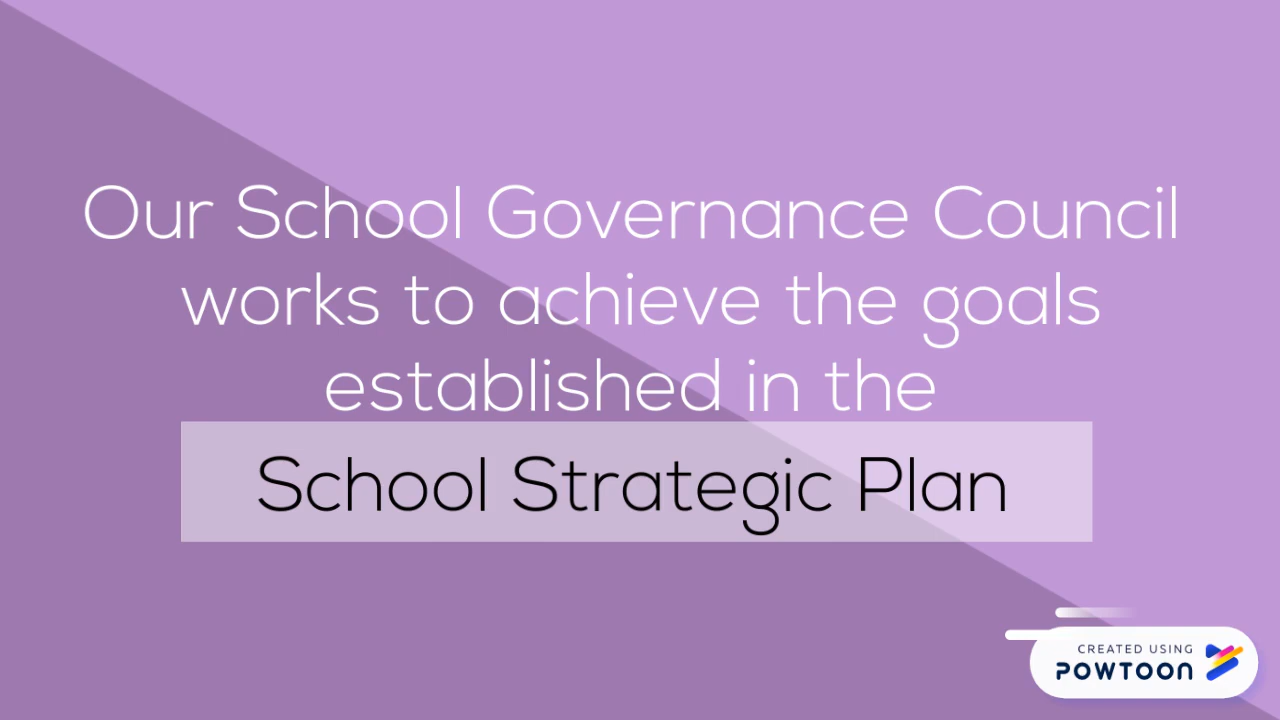 Our School Governance Council
works to achieve the goals
established in the
School Strategic Plan
CREATED USING
POWTOON